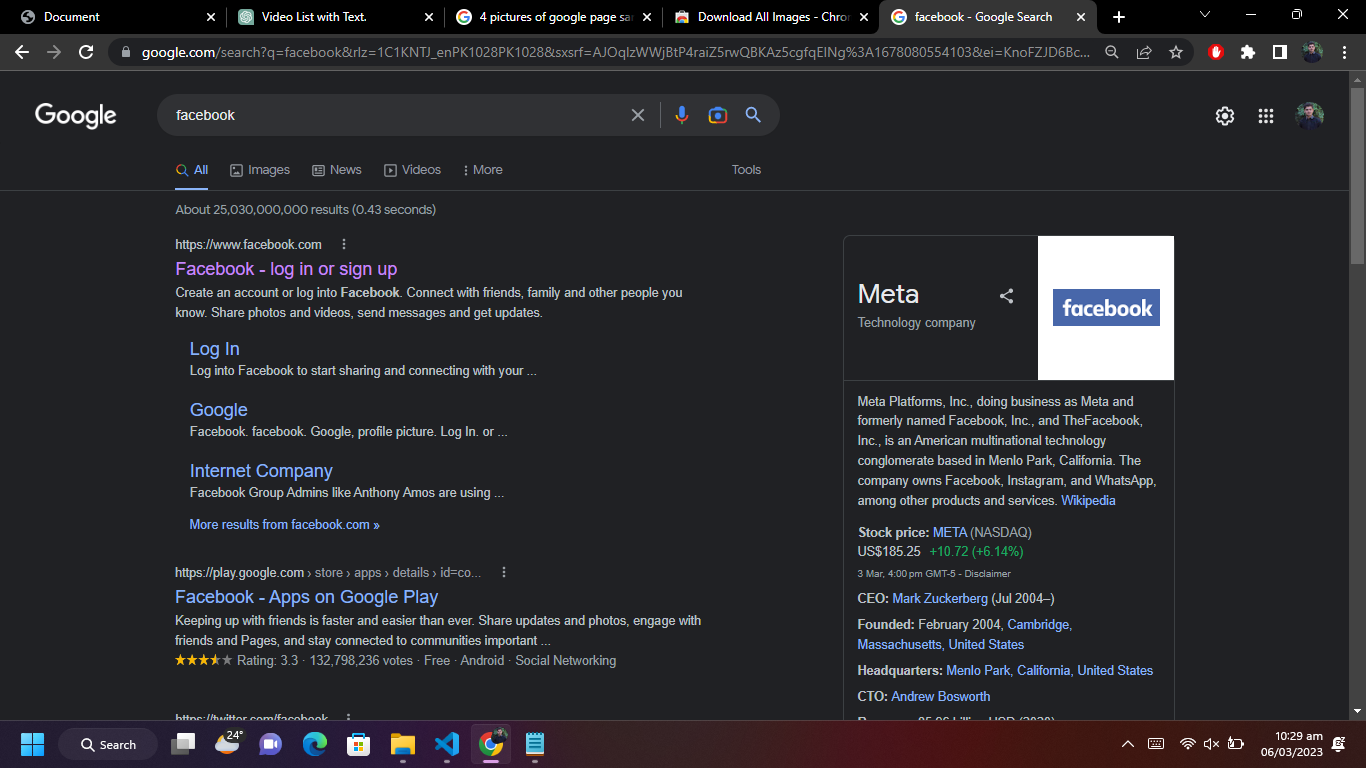 Document
Video List with Text.
4 pictures of google page sar
Download All Images - Chron
facebook - Google Search
google.com/search?q=facebook&rlz=1C1KNTJ_enPK1028PK1028&sxsrf=AJOqlzWWjBtP4raiZ5rwQBKAz5cgfqEINg%3A1678080554103&ei=KnoFZJD6Bc...
Google
facebook
All
Images
News
Videos
More
Tools
About 25,030,000,000 results (0.43 seconds)
https://www.facebook.com
Facebook - log in or sign up
Create an account or log into Facebook. Connect with friends, family and other people you
know. Share photos and videos, send messages and get updates.
Log In
Log into Facebook to start sharing and connecting with your ...
Google
Facebook. facebook. Google, profile picture. Log In. or ...
Internet Company
Facebook Group Admins like Anthony Amos are using ...
More results from facebook.com »
https://play.google.com › store › apps › details › id=co...
Facebook - Apps on Google Play
Keeping up with friends is faster and easier than ever. Share updates and photos, engage with
friends and Pages, and stay connected to communities important ...
Rating: 3.3 · 132,798,236 votes · Free · Android · Social Networking
https://twitter.com/facebook
Meta
Technology company
facebook
Meta Platforms, Inc., doing business as Meta and
formerly named Facebook, Inc., and TheFacebook,
Inc., is an American multinational technology
conglomerate based in Menlo Park, California. The
company owns Facebook, Instagram, and WhatsApp,
among other products and services. Wikipedia
Stock price: META (NASDAQ)
US$185.25 +10.72 (+6.14%)
3 Mar, 4:00 pm GMT-5 - Disclaimer
CEO: Mark Zuckerberg (Jul 2004–)
Founded: February 2004, Cambridge,
Massachusetts, United States
Headquarters: Menlo Park, California, United States
CTO: Andrew Bosworth
Search
24°
10:29 am
06/03/2023